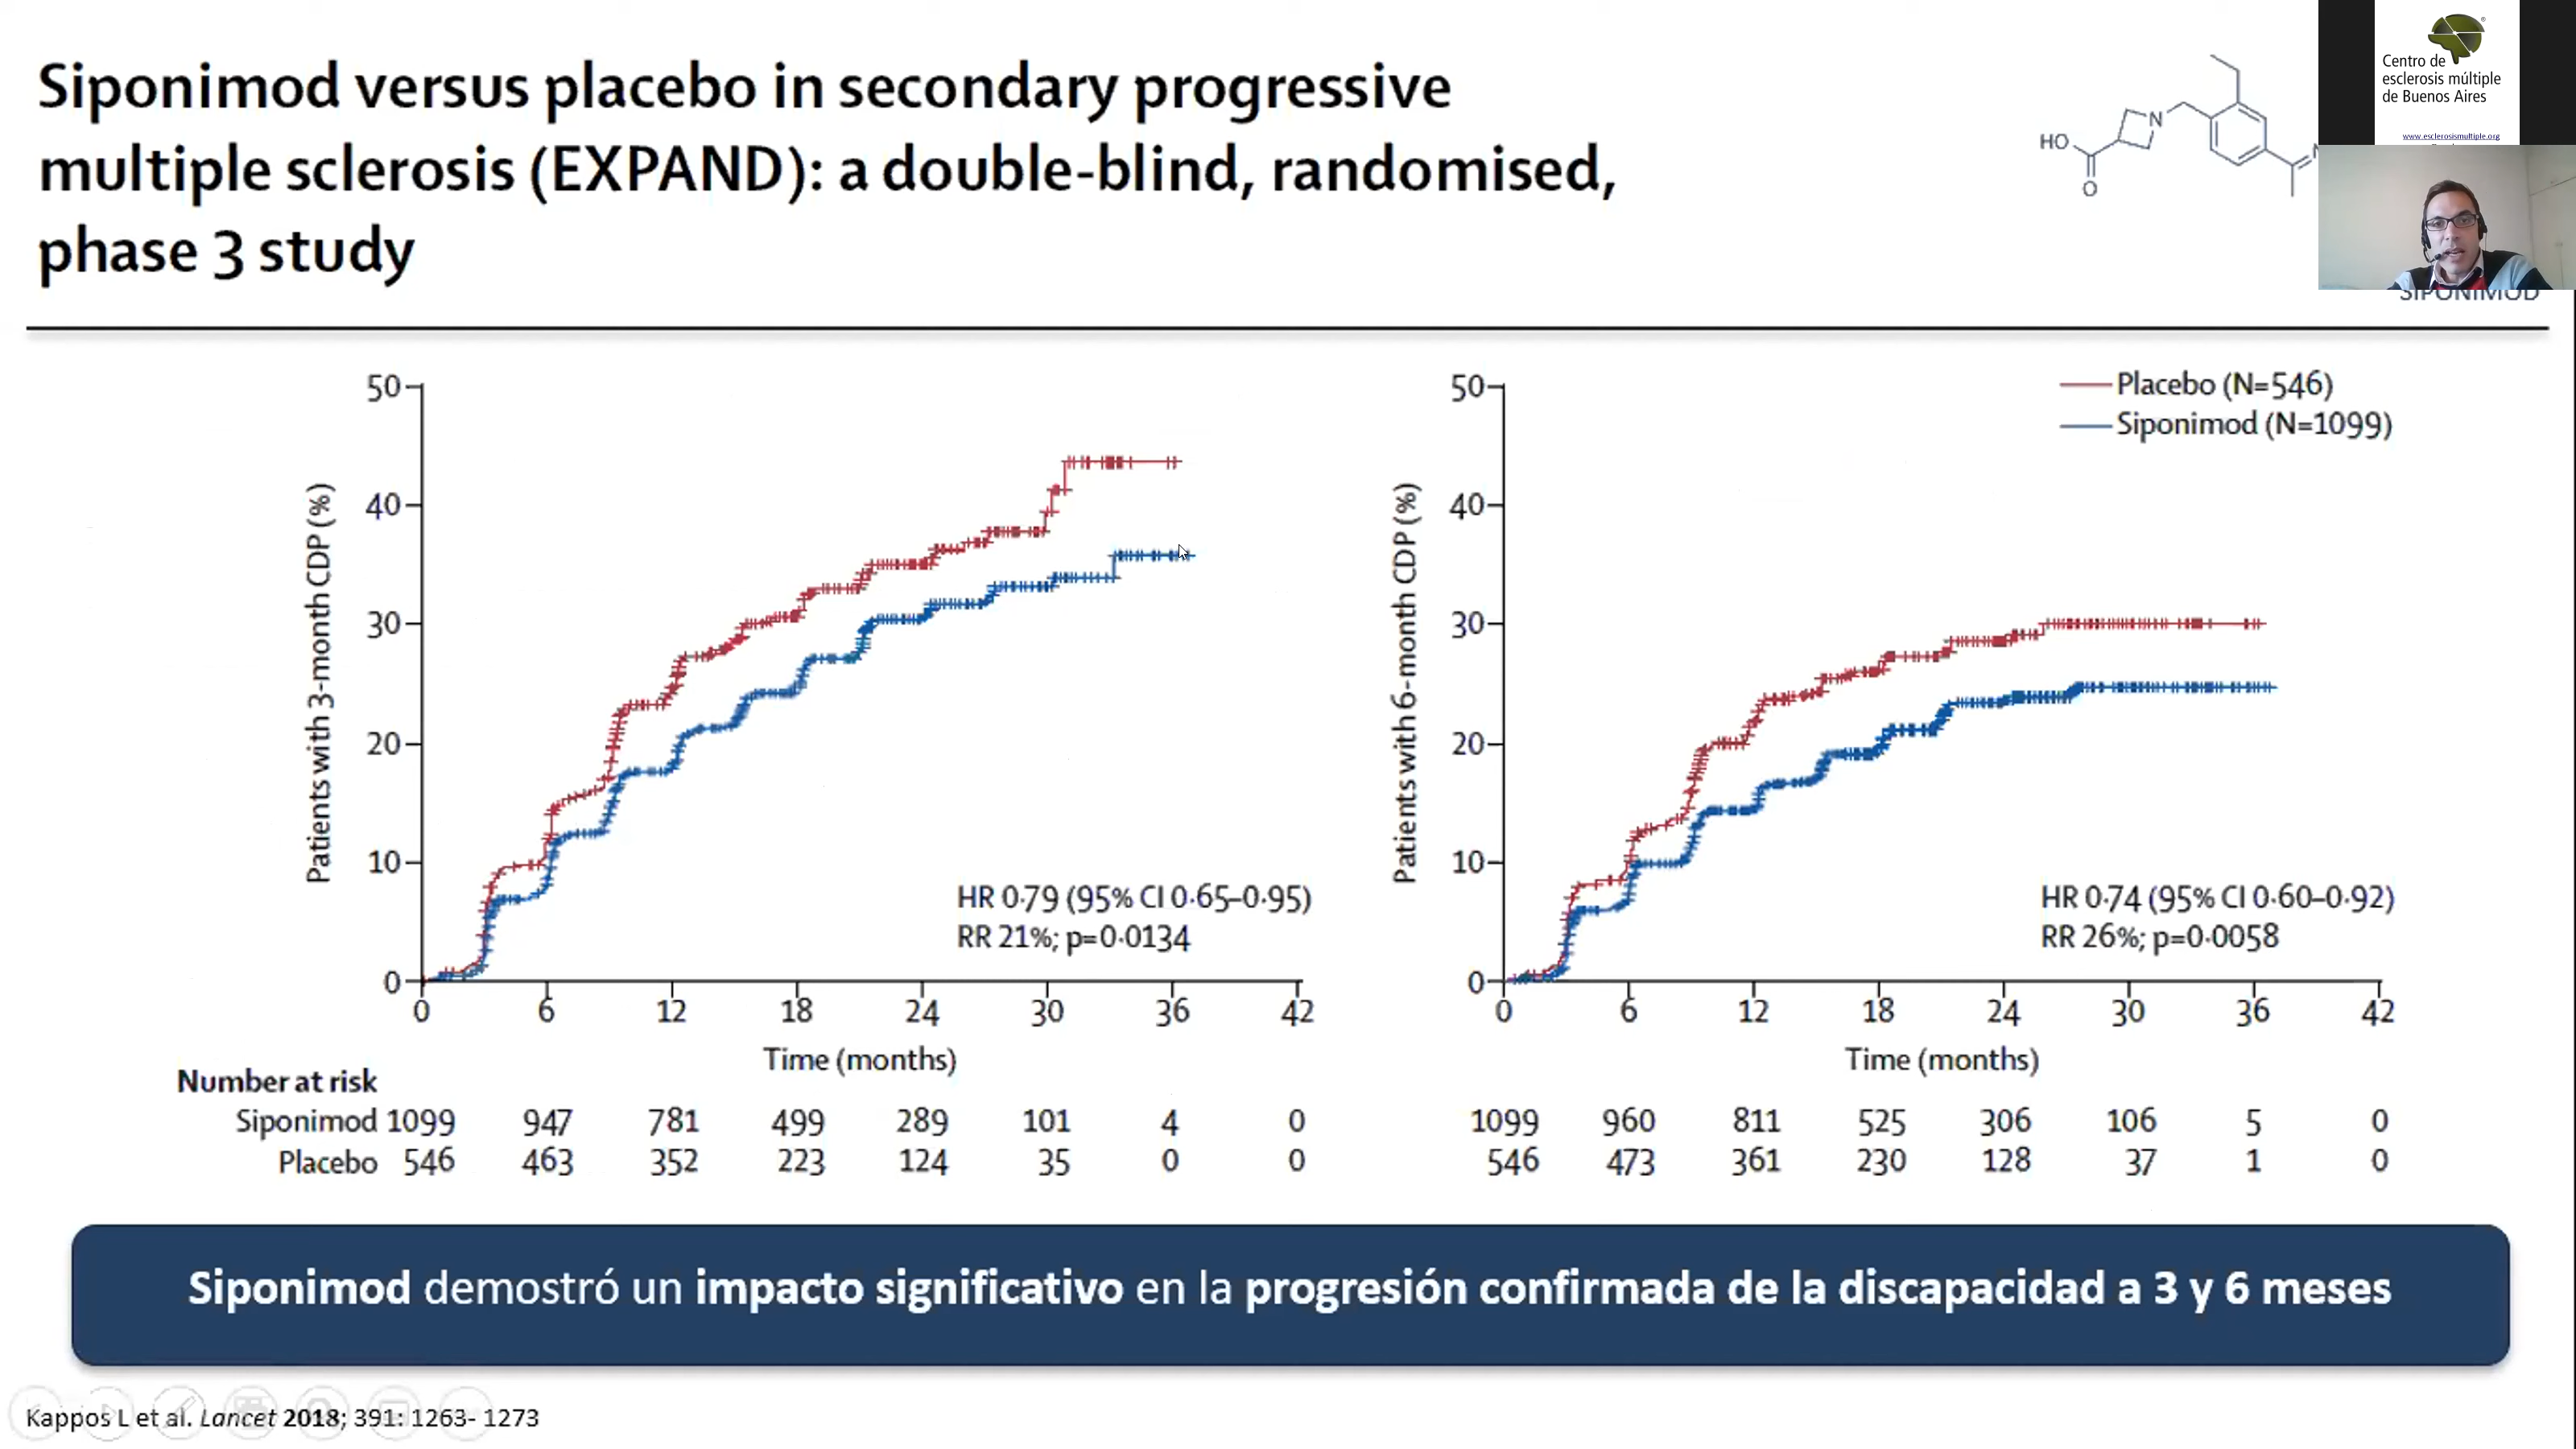 Siponimod versus placebo in secondary progressive
multiple sclerosis (EXPAND): a double-blind, randomised,
phase 3 study
HO
O
N
Centro de
esclerosis múltiple
de Buenos Aires
www.esclerosismultiple.org
SIPONIMOD
50
40
30
20
10
0
Patients with 3-month CDP (%)
HR 0·79 (95% CI 0·65–0·95)
RR 21%; p=0·0134
0 6 12 18 24 30 36 42
Time (months)
50
40
30
20
10
0
Patients with 6-month CDP (%)
Placebo (N=546)
Siponimod (N=1099)
HR 0·74 (95% CI 0·60–0·92)
RR 26%; p=0·0058
0 6 12 18 24 30 36 42
Time (months)
Number at risk
Siponimod 1099 947 781 499 289 101 4 0
Placebo 546 463 352 223 124 35 0 0
1099 960 811 525 306 106 5 0
546 473 361 230 128 37 1 0
Siponimod demostró un impacto significativo en la progresión confirmada de la discapacidad a 3 y 6 meses
Kappos L et al. Lancet 2018; 391: 1263- 1273